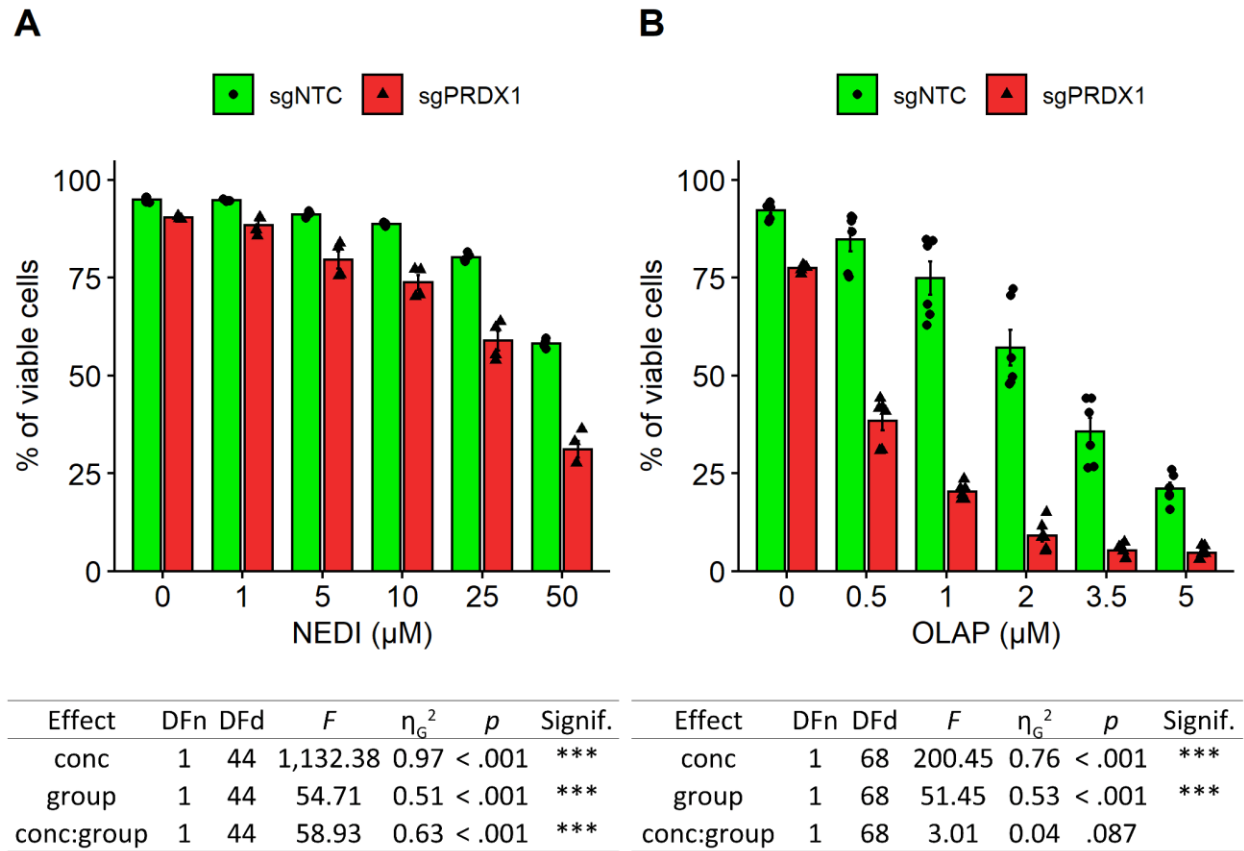 A
sgNTC sgPRDX1
% of viable cells
100
75
50
25
0
0 1 5 10 25 50
NEDI (µM)
Effect DFn DFd F ηG² p Signif.
conc 1 44 1,132.38 0.97 < .001 ***
group 1 44 54.71 0.51 < .001 ***
conc:group 1 44 58.93 0.63 < .001 ***
B
sgNTC sgPRDX1
% of viable cells
100
75
50
25
0
0 0.5 1 2 3.5 5
OLAP (µM)
Effect DFn DFd F ηG² p Signif.
conc 1 68 200.45 0.76 < .001 ***
group 1 68 51.45 0.53 < .001 ***
conc:group 1 68 3.01 0.04 .087